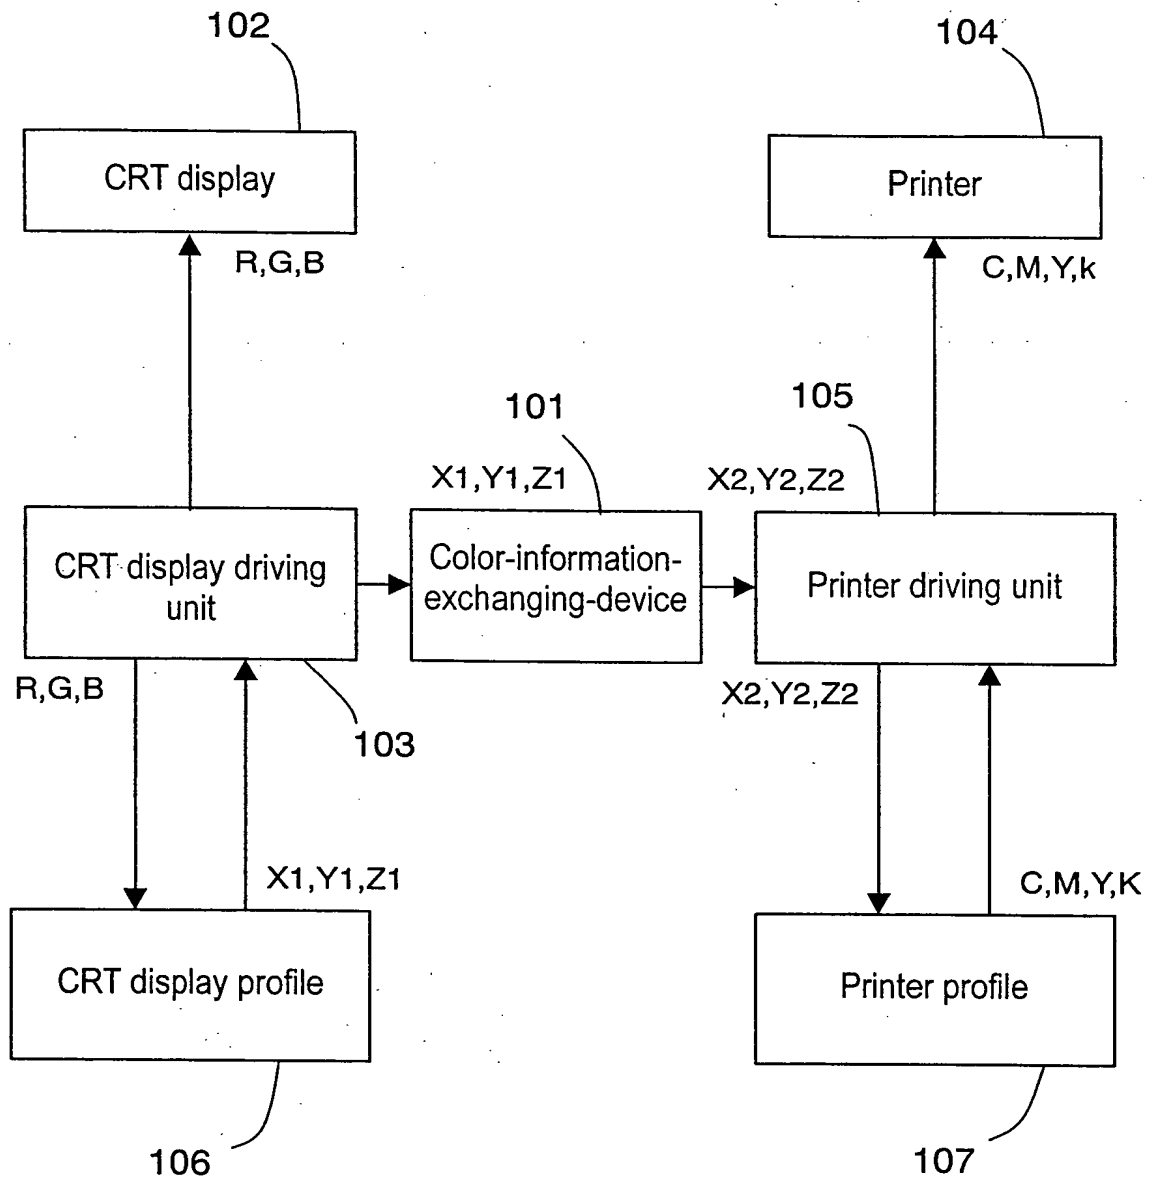 102
104
CRT display
Printer
R,G,B
C,M,Y,k
101
105
X1,Y1,Z1
X2,Y2,Z2
CRT display driving
unit
Color-information-
exchanging-device
Printer driving unit
R,G,B
X2,Y2,Z2
103
X1,Y1,Z1
C,M,Y,K
CRT display profile
Printer profile
106
107